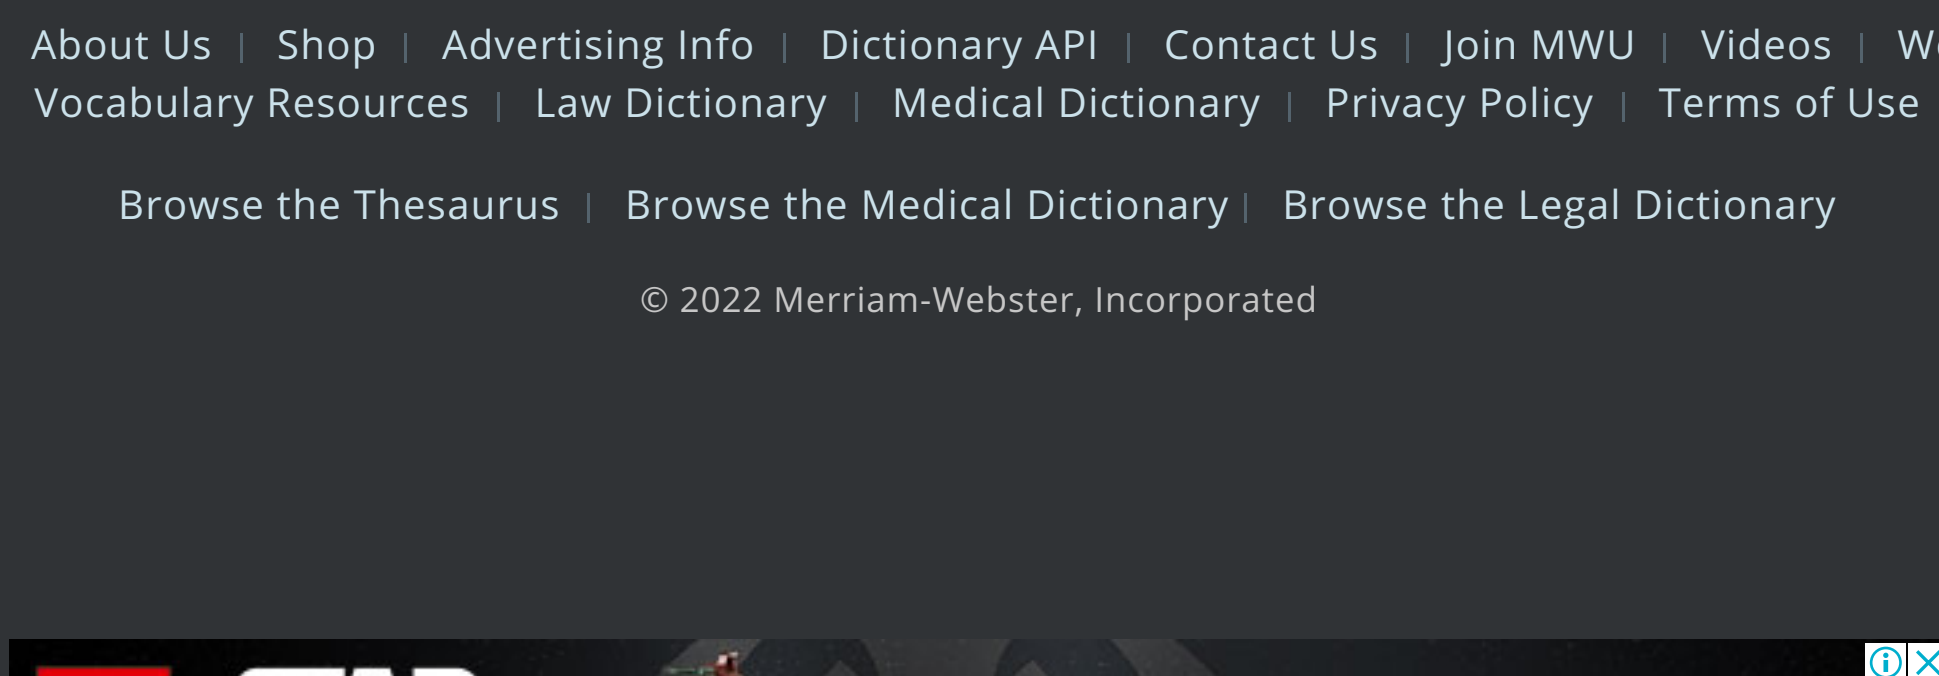 About Us | Shop | Advertising Info | Dictionary API | Contact Us | Join MWU | Videos |
Vocabulary Resources | Law Dictionary | Medical Dictionary | Privacy Policy | Terms of Use
Browse the Thesaurus | Browse the Medical Dictionary | Browse the Legal Dictionary
© 2022 Merriam-Webster, Incorporated